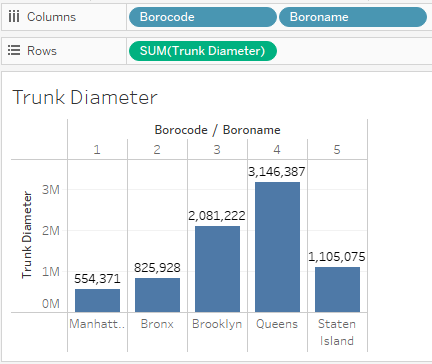 Columns Borocode Boroname
Rows SUM(Trunk Diameter)
Trunk Diameter
Borocode / Boroname
1 2 3 4 5
Trunk Diameter
3M
2M
1M
0M
554,371
825,928
2,081,222
3,146,387
1,105,075
Manhatt.. Bronx Brooklyn Queens Staten
Island